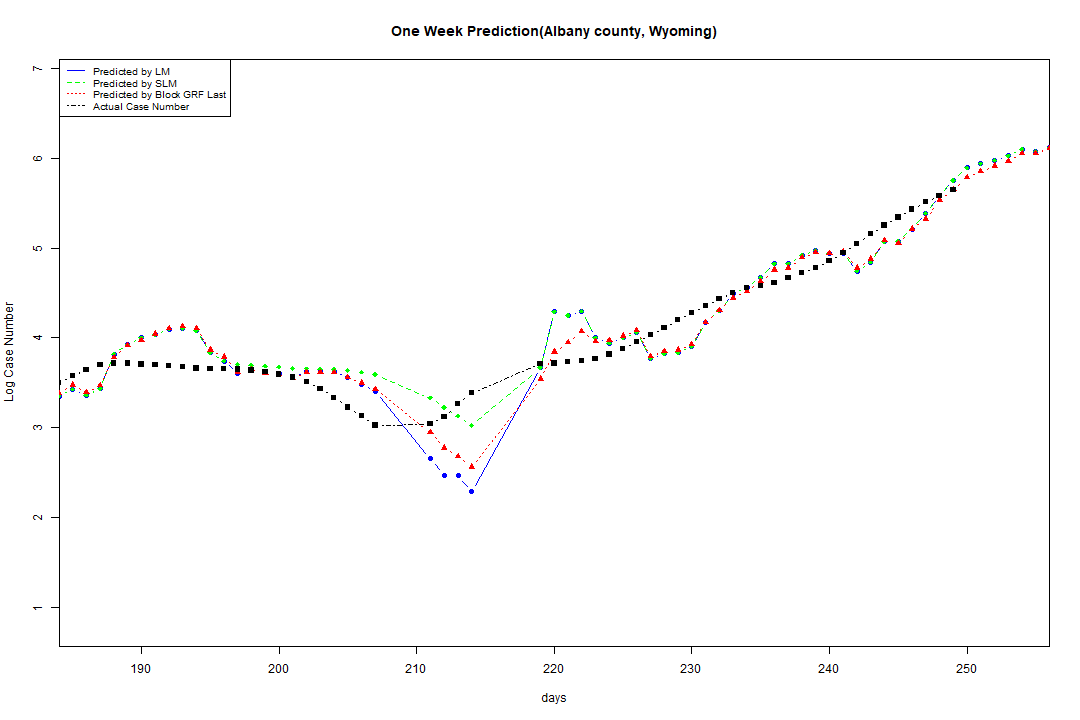 One Week Prediction(Albany county, Wyoming)
Predicted by LM
Predicted by SLM
Predicted by Block GRF Last
Actual Case Number
7
6
5
4
3
2
1
Log Case Number
190 200 210 220 230 240 250
days